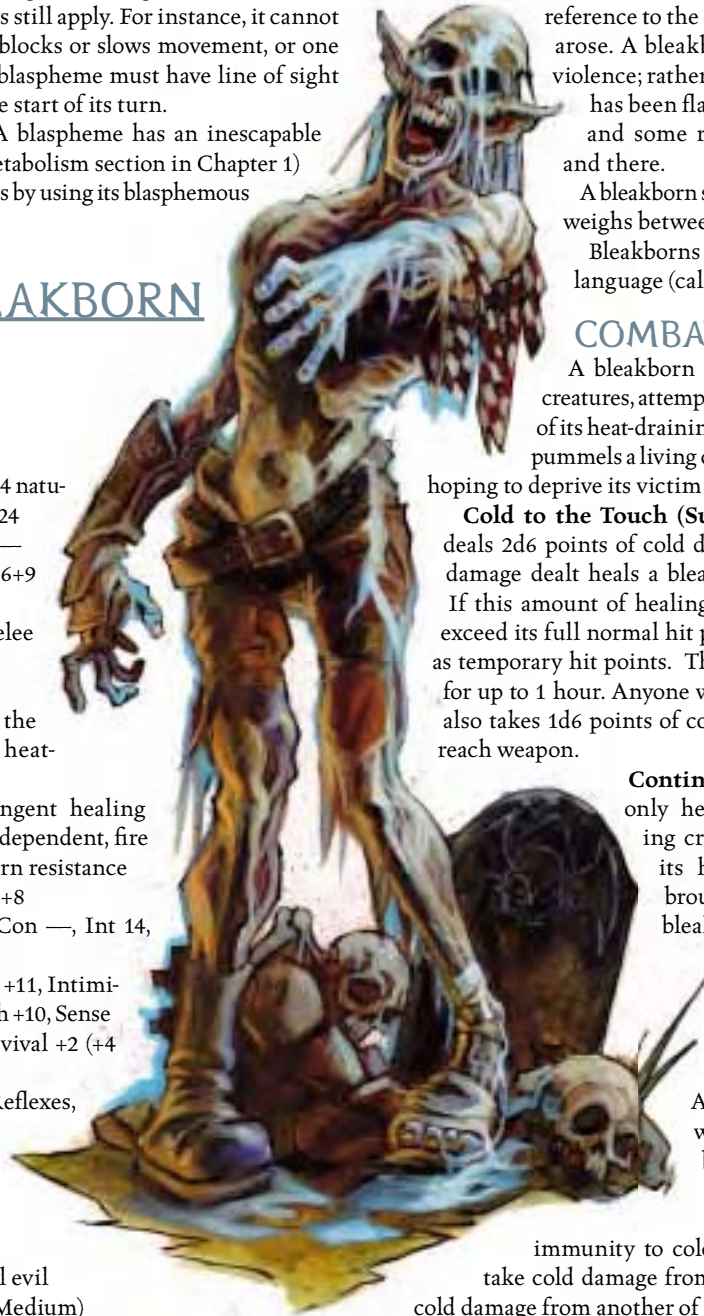 s still apply. For instance, it cannot
blocks or slows movement, or one
blaspheme must have line of sight
e start of its turn.
A blaspheme has an inescapable
etabolism section in Chapter 1)
s by using its blasphemous
EAKBORN
4 natu-
24
—
6+9
elee
the
heat-
ngent healing
dependent, fire
rn resistance
+8
Con —, Int 14,
+11, Intimi-
h +10, Sense
vival +2 (+4
Reflexes,
l evil
Medium)
reference to the
arose. A bleakb
violence; rather
has been fla
and some r
and there.
A bleakborn s
weighs betwee
Bleakborns
language (cal
COMBA
A bleakborn
creatures, attemp
of its heat-drainin
pummels a living c
hoping to deprive its victim
Cold to the Touch (Su
deals 2d6 points of cold d
damage dealt heals a blea
If this amount of healing
exceed its full normal hit p
as temporary hit points. Th
for up to 1 hour. Anyone w
also takes 1d6 points of co
reach weapon.
Contin
only he
ing cr
its h
brou
blea
A
w
immunity to col
take cold damage from
cold damage from another of